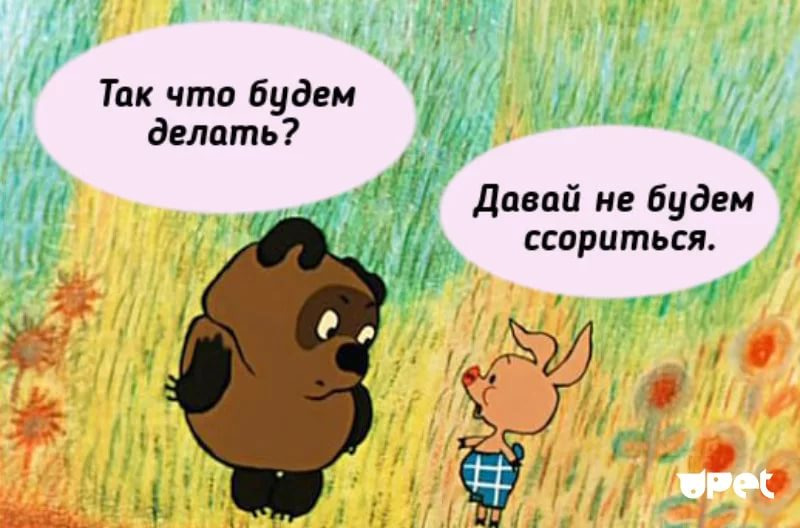 Так что будем
делать?
Давай не будем
ссориться.
upet